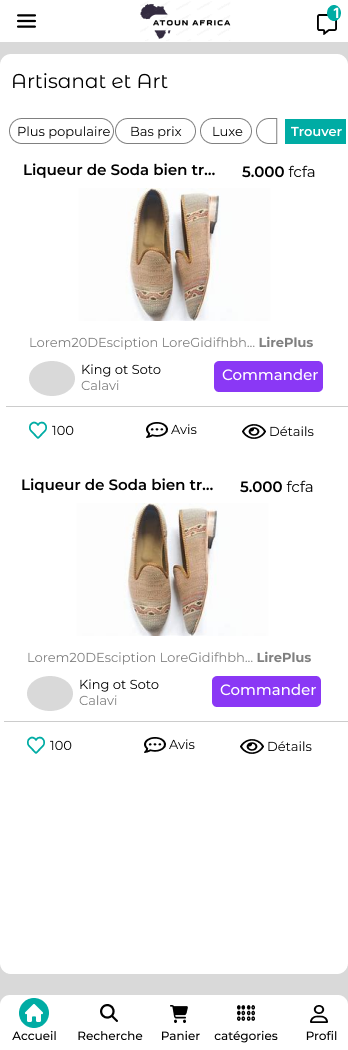 ATOUN AFRICA
1
Artisanat et Art
Plus populaire Bas prix Luxe Trouver
Liqueur de Soda bien tr... 5.000 fcfa
Lorem20DEsciption LoreGidifhbh... LirePlus
King ot Soto
Calavi
Commander
100 Avis Détails
Liqueur de Soda bien tr... 5.000 fcfa
Lorem20DEsciption LoreGidifhbh... LirePlus
King ot Soto
Calavi
Commander
100 Avis Détails
Accueil Recherche Panier catégories Profil